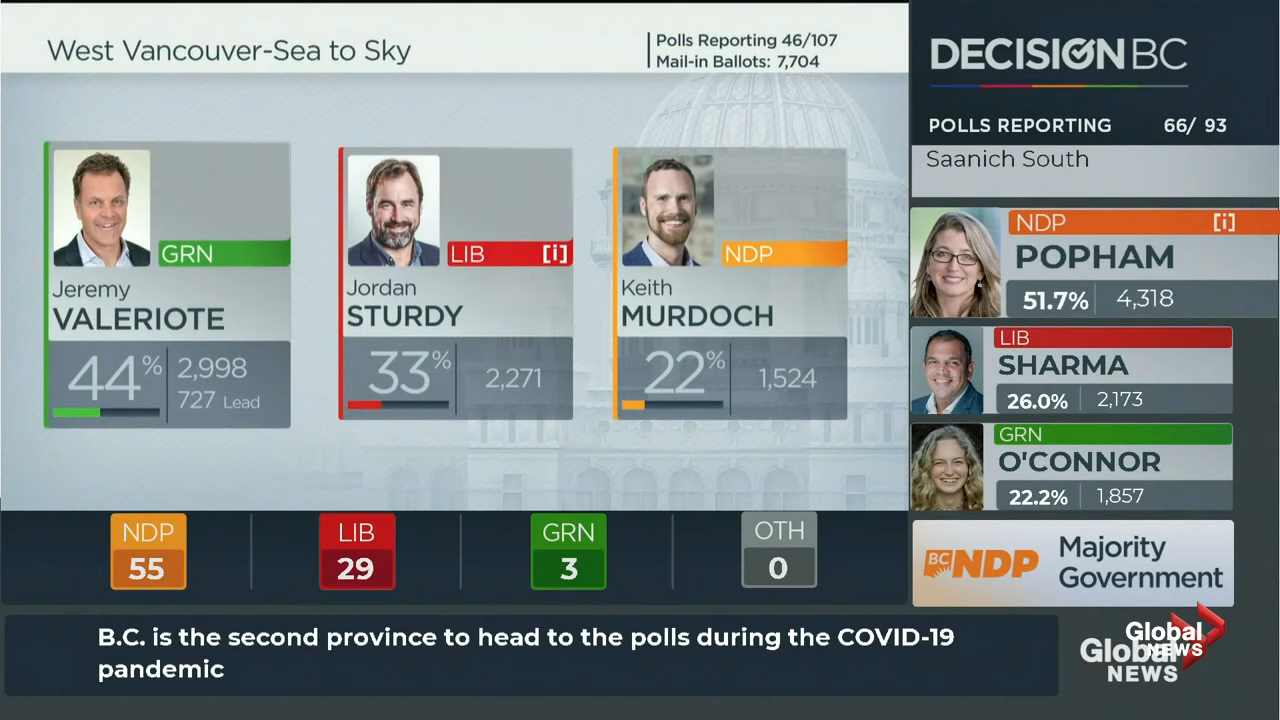 West Vancouver-Sea to Sky
Polls Reporting 46/107
Mail-in Ballots: 7,704
GRN
Jeremy
VALERIOTE
44%
2,998
727 Lead
LIB [i]
Jordan
STURDY
33%
2,271
NDP
Keith
MURDOCH
22%
1,524
NDP
55
LIB
29
GRN
3
OTH
0
DECISION BC
POLLS REPORTING 66/ 93
Saanich South
NDP [i]
POPHAM
51.7% 4,318
LIB
SHARMA
26.0% 2,173
GRN
O'CONNOR
22.2% 1,857
BC NDP
Majority
Government
B.C. is the second province to head to the polls during the COVID-19
pandemic
Global
NEWS
Global
NEWS